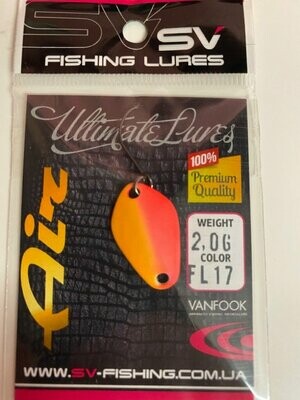 SV SV
FISHING LURES
Ultimate Lures
100%
Premium
Quality
Air
WEIGHT
2,0G
COLOR
FL17
VANFOOK
WWW.SV-FISHING.COM.UA